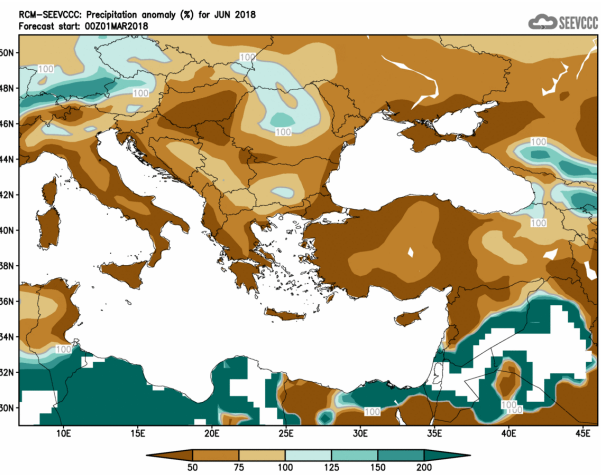 RCM-SEEVCCC: Precipitation anomaly (%) for JUN 2018
Forecast start: 00Z01MAR2018
SEEVCCC
50N
48N
46N
44N
42N
40N
38N
36N
34N
32N
30N
100
100
100
100
100
100
100
100
100
100
10E
15E
20E
25E
30E
35E
40E
45E
50
75
100
125
150
200